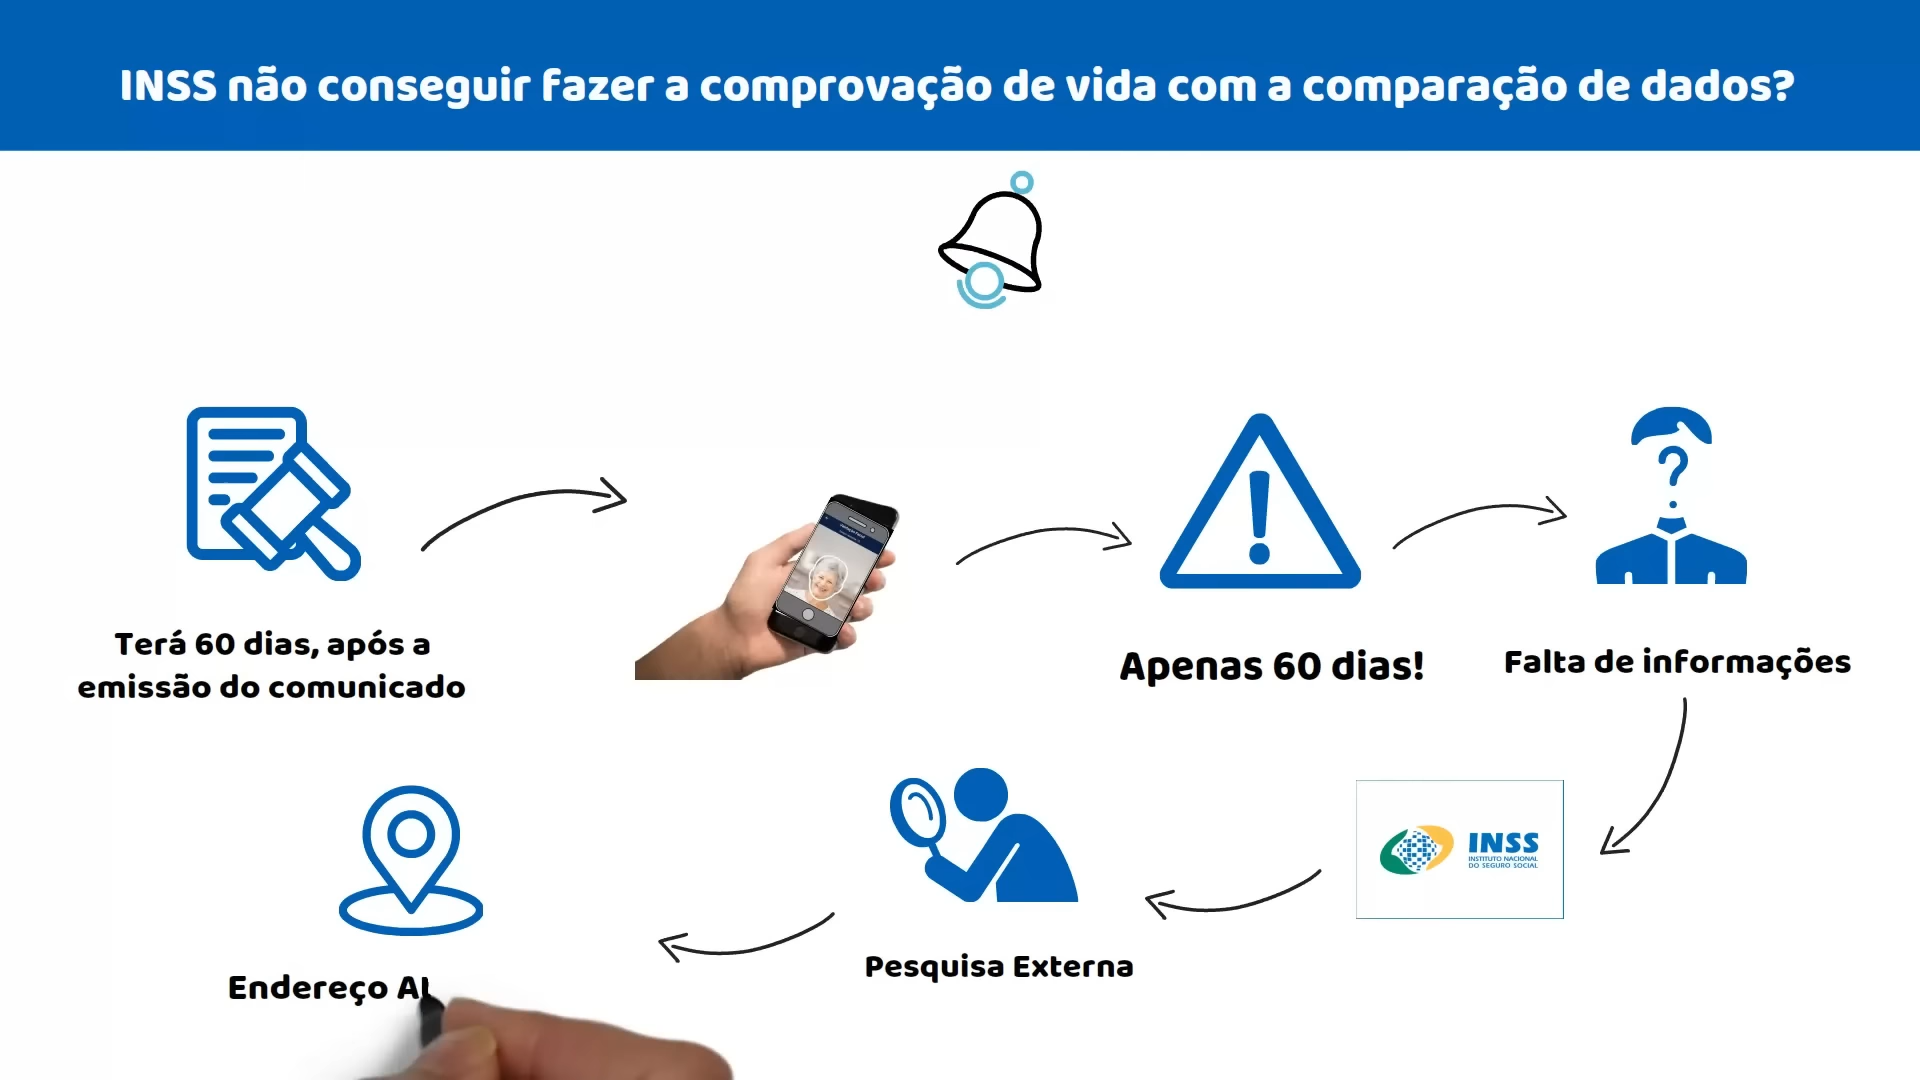 INSS não conseguir fazer a comprovação de vida com a comparação de dados?
Terá 60 dias, após a
emissão do comunicado
Apenas 60 dias!
Falta de informações
INSS
INSTITUTO NACIONAL
DO SEGURO SOCIAL
Pesquisa Externa
Endereço